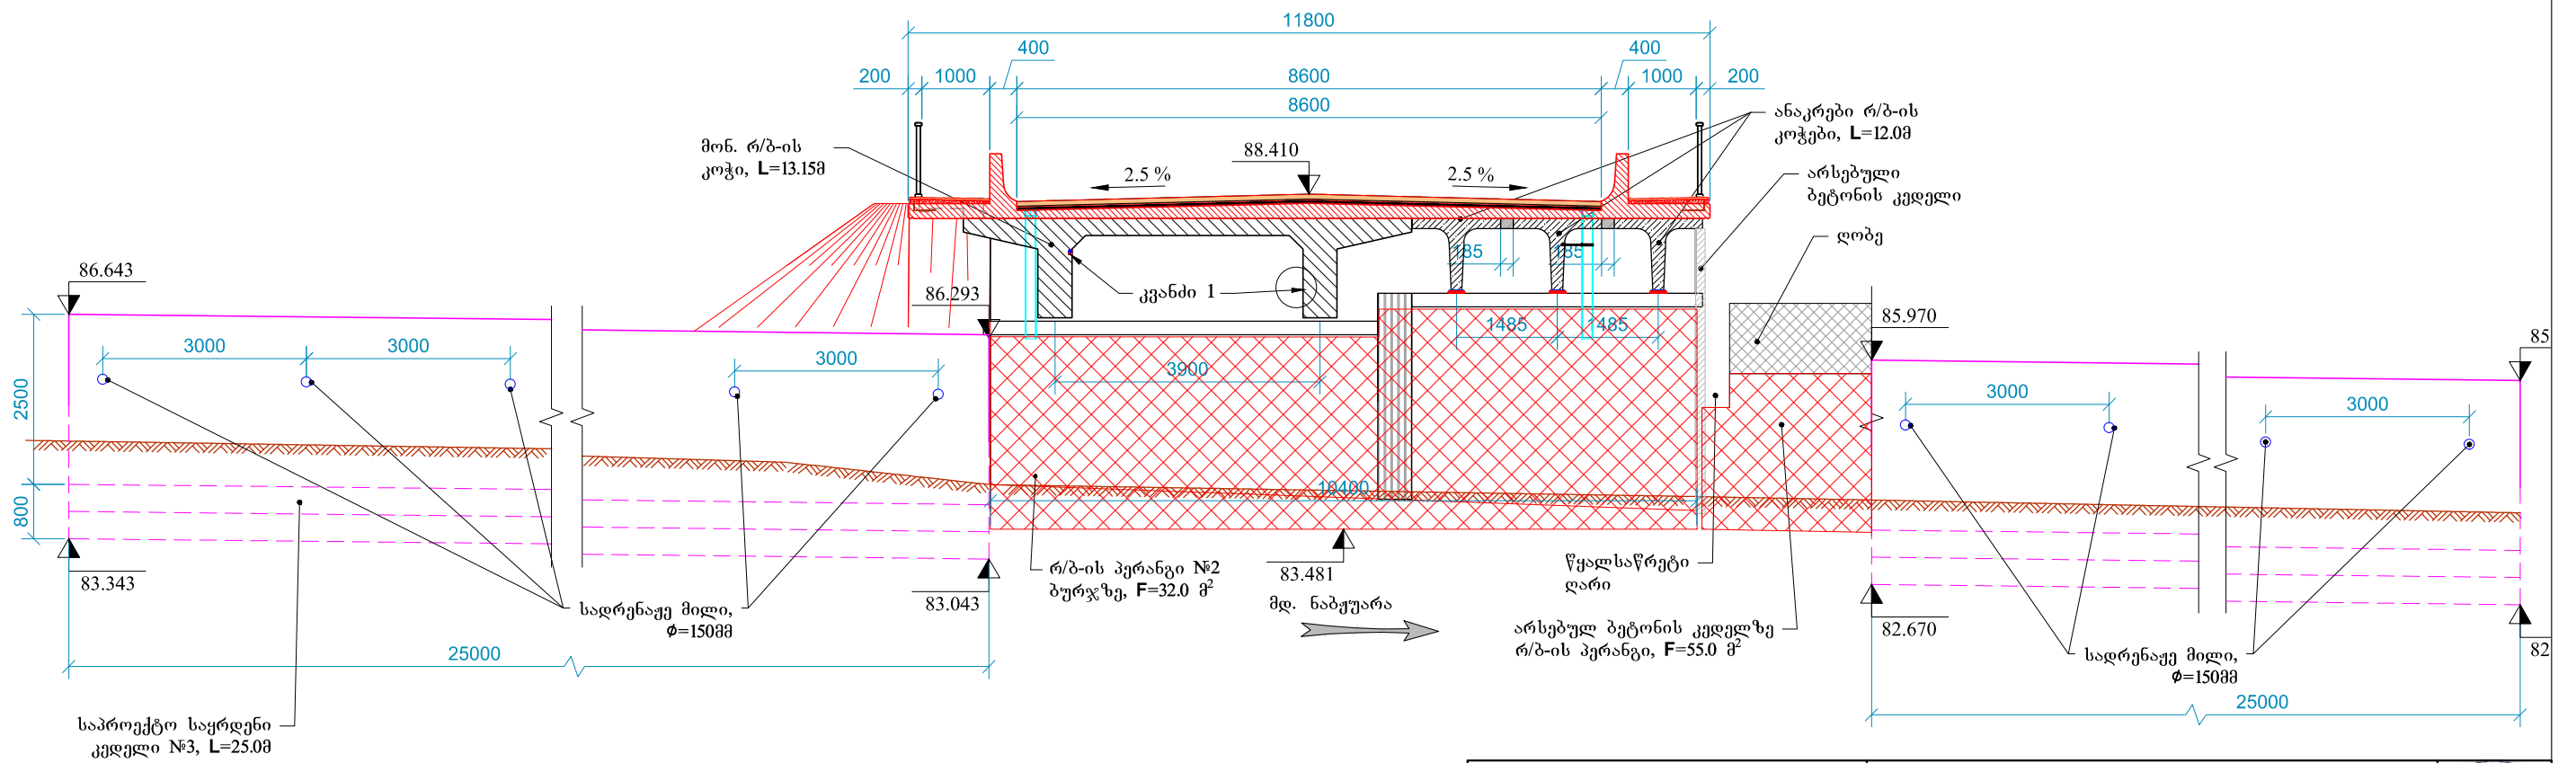 11800
400
400
200
1000
8600
1000
200
8600
მონ. რ/ბ-ის
კოჭი, L=13.15მ
88.410
2.5 %
2.5 %
ანაკრები რ/ბ-ის
კოჭები, L=12.0მ
არსებული
ბეტონის კედელი
ღობე
185
185
86.643
86.293
კვანძი 1
85.970
85
3000
3000
3000
1485
1485
3900
3000
3000
2500
800
10400
83.343
83.043
რ/ბ-ის პერანგი №2
ბურჯზე, F=32.0 მ²
83.481
მდ. ნაბჟუარა
წყალსაწრეტი
ღარი
სადრენაჟე მილი,
ϕ=150მმ
არსებულ ბეტონის კედელზე
რ/ბ-ის პერანგი, F=55.0 მ²
82.670
82
სადრენაჟე მილი,
ϕ=150მმ
25000
25000
საპროექტო საყრდენი
კედელი №3, L=25.0მ